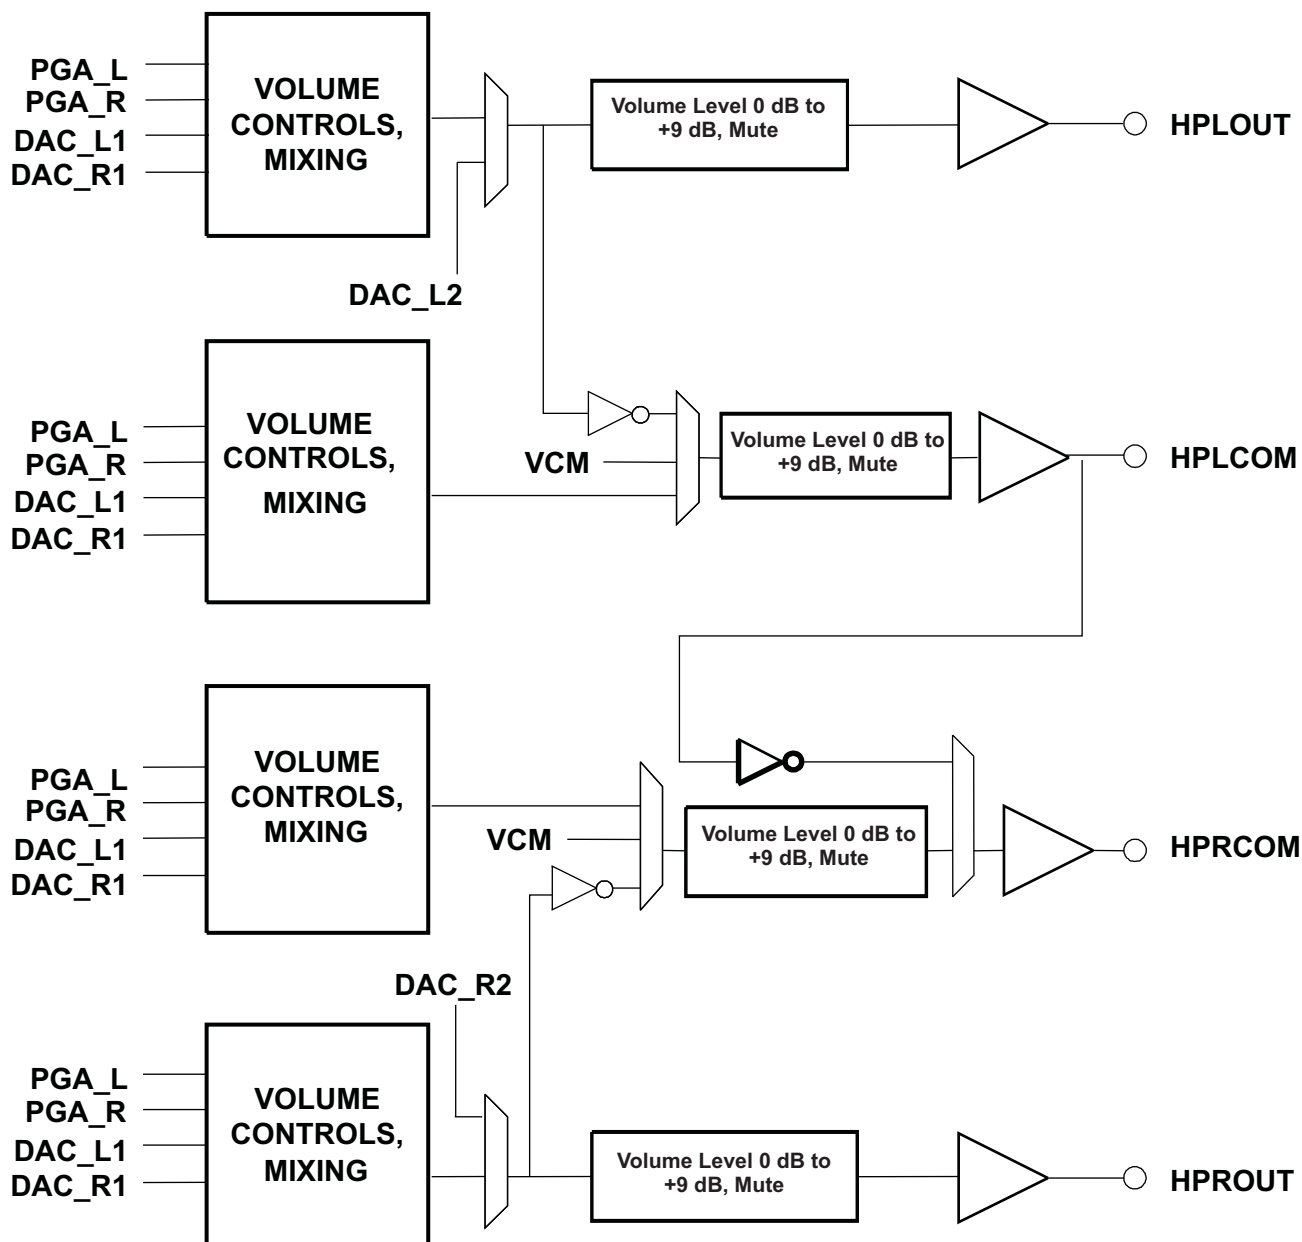 PGA_L
PGA_R
DAC_L1
DAC_R1
VOLUME
CONTROLS,
MIXING
DAC_L2
Volume Level 0 dB to
+9 dB, Mute
HPLOUT
PGA_L
PGA_R
DAC_L1
DAC_R1
VOLUME
CONTROLS,
MIXING
VCM
Volume Level 0 dB to
+9 dB, Mute
HPLCOM
PGA_L
PGA_R
DAC_L1
DAC_R1
VOLUME
CONTROLS,
MIXING
VCM
Volume Level 0 dB to
+9 dB, Mute
HPRCOM
DAC_R2
PGA_L
PGA_R
DAC_L1
DAC_R1
VOLUME
CONTROLS,
MIXING
Volume Level 0 dB to
+9 dB, Mute
HPROUT